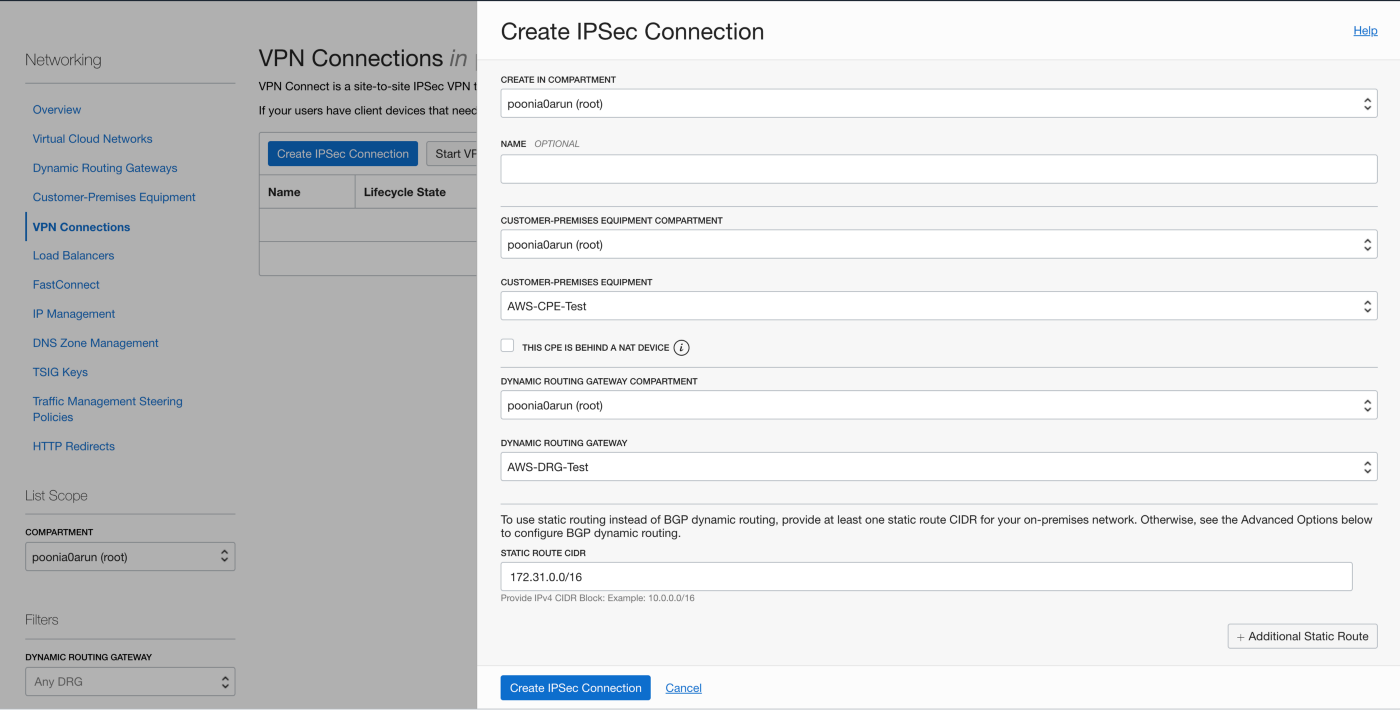 Networking
Overview
Virtual Cloud Networks
Dynamic Routing Gateways
Customer-Premises Equipment
VPN Connections
Load Balancers
FastConnect
IP Management
DNS Zone Management
TSIG Keys
Traffic Management Steering
Policies
HTTP Redirects
List Scope
COMPARTMENT
poonia0arun (root)
Filters
DYNAMIC ROUTING GATEWAY
Any DRG
VPN Connections in
VPN Connect is a site-to-site IPSec VPN
If your users have client devices that need
Create IPSec Connection Start
Name Lifecycle State
Create IPSec Connection Help
CREATE IN COMPARTMENT
poonia0arun (root)
NAME OPTIONAL
CUSTOMER-PREMISES EQUIPMENT COMPARTMENT
poonia0arun (root)
CUSTOMER-PREMISES EQUIPMENT
AWS-CPE-Test
THIS CPE IS BEHIND A NAT DEVICE i
DYNAMIC ROUTING GATEWAY COMPARTMENT
poonia0arun (root)
DYNAMIC ROUTING GATEWAY
AWS-DRG-Test
To use static routing instead of BGP dynamic routing, provide at least one static route CIDR for your on-premises network. Otherwise, see the Advanced Options below
to configure BGP dynamic routing.
STATIC ROUTE CIDR
172.31.0.0/16
Provide IPv4 CIDR Block: Example: 10.0.0.0/16
+ Additional Static Route
Create IPSec Connection Cancel